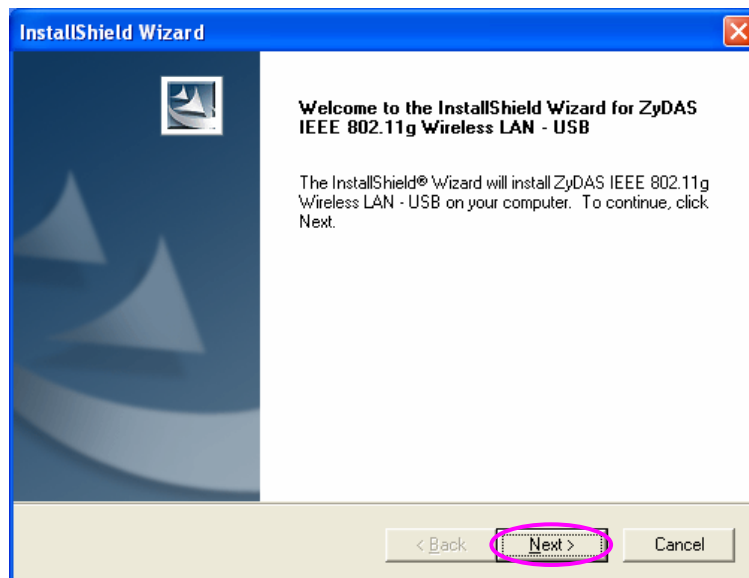 InstallShield Wizard
Welcome to the InstallShield Wizard for ZyDAS
IEEE 802.11g Wireless LAN - USB
The InstallShield® Wizard will install ZyDAS IEEE 802.11g
Wireless LAN - USB on your computer. To continue, click
Next.
< Back Next > Cancel